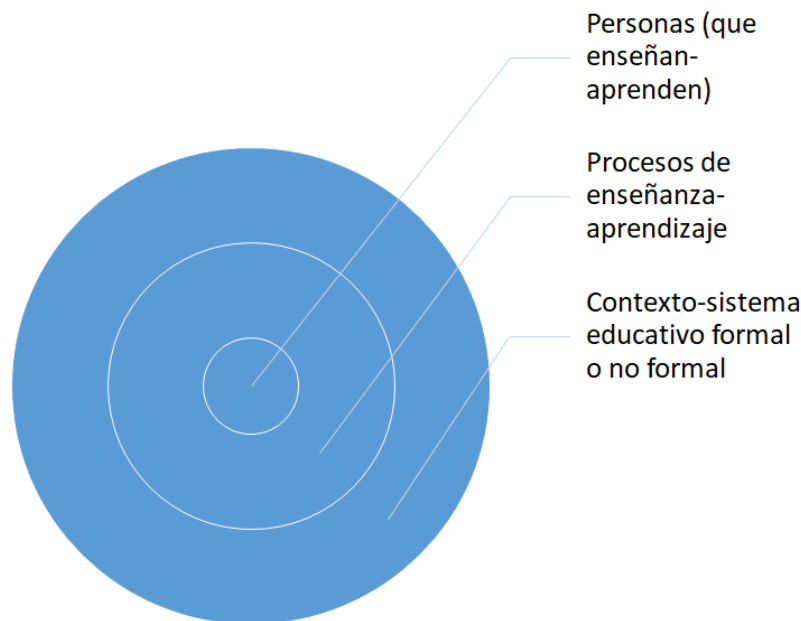 Personas (que
enseñan-
aprenden)
Procesos de
enseñanza-
aprendizaje
Contexto-sistema
educativo formal
o no formal